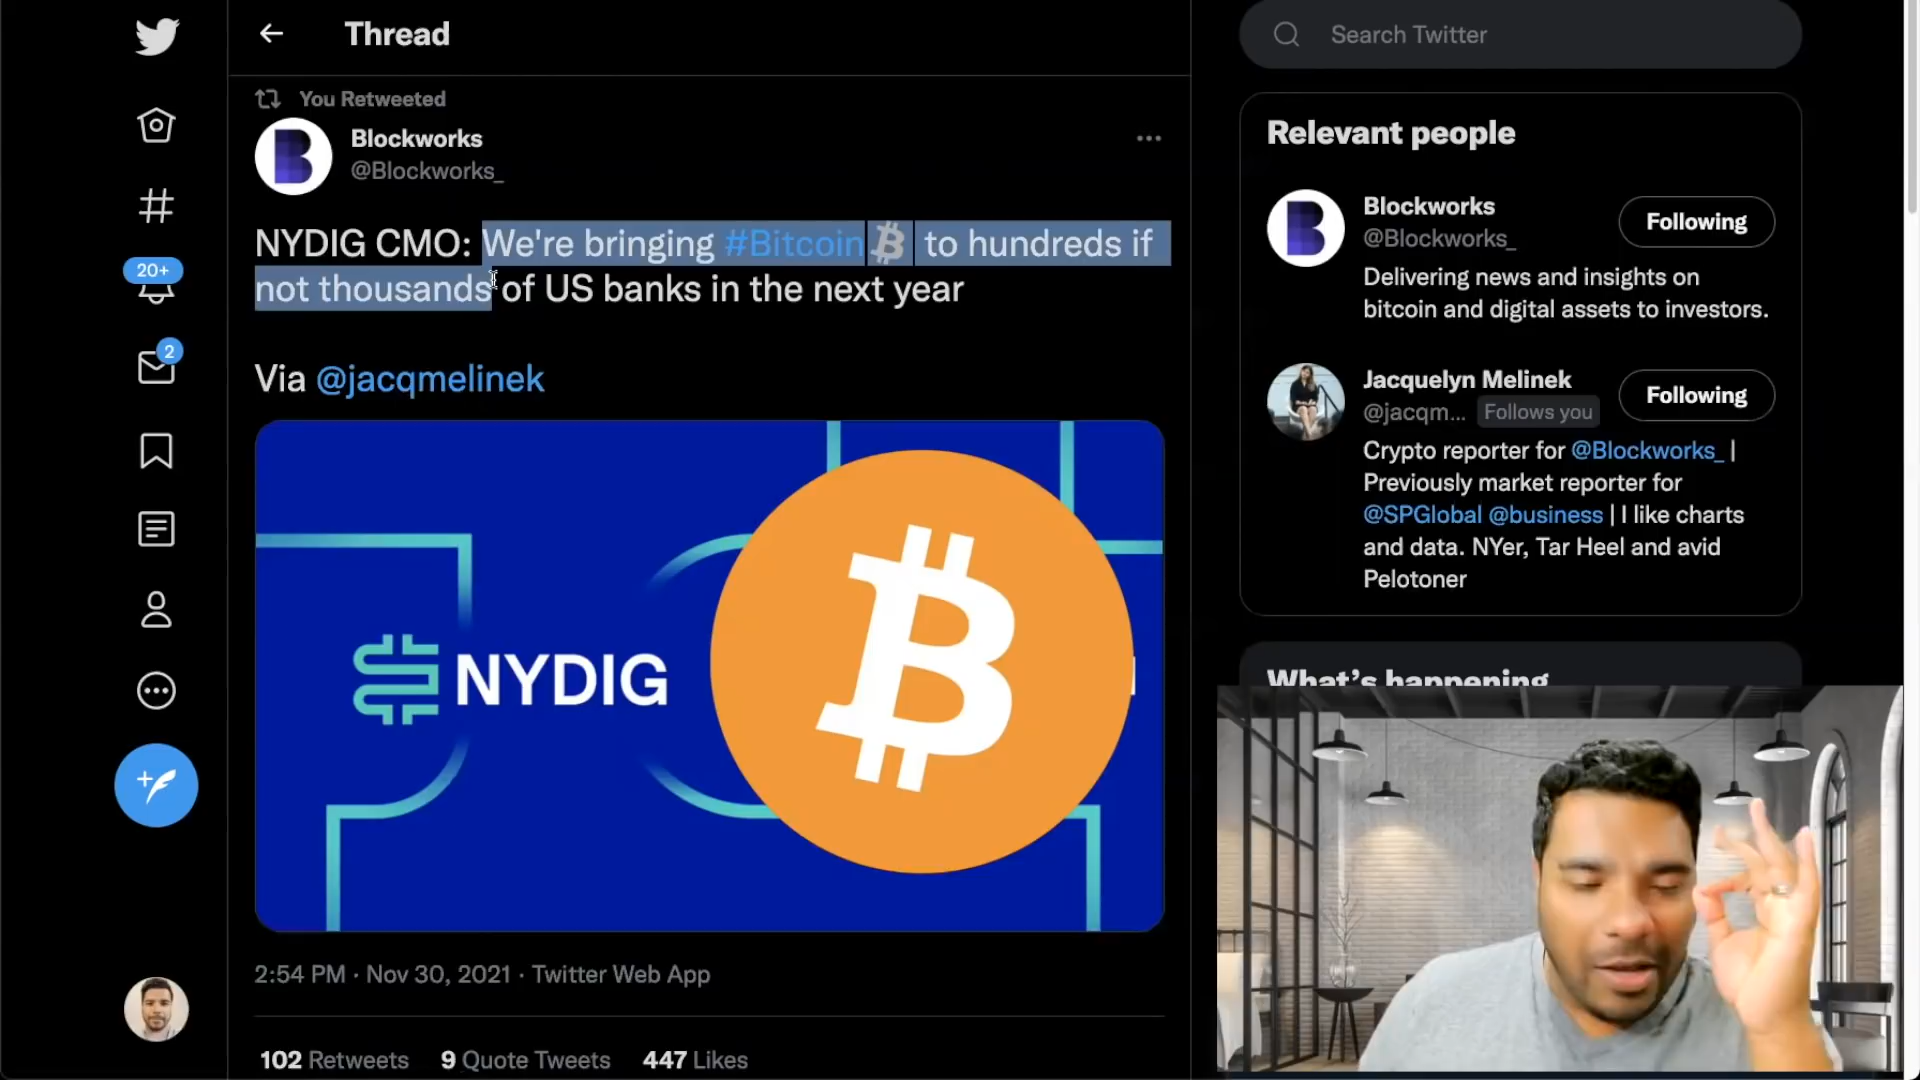 Thread
Search Twitter
You Retweeted
Blockworks
@Blockworks_
NYDIG CMO: We're bringing #Bitcoin to hundreds if
not thousands of US banks in the next year
Via @jacqmelinek
NYDIG
2:54 PM · Nov 30, 2021 · Twitter Web App
102 Retweets 9 Quote Tweets 447 Likes
20+
2
Relevant people
Blockworks
@Blockworks_
Following
Delivering news and insights on
bitcoin and digital assets to investors.
Jacquelyn Melinek
@jacqm... Follows you
Following
Crypto reporter for @Blockworks_ |
Previously market reporter for
@SPGlobal @business | I like charts
and data. NYer, Tar Heel and avid
Pelotoner
What's happening